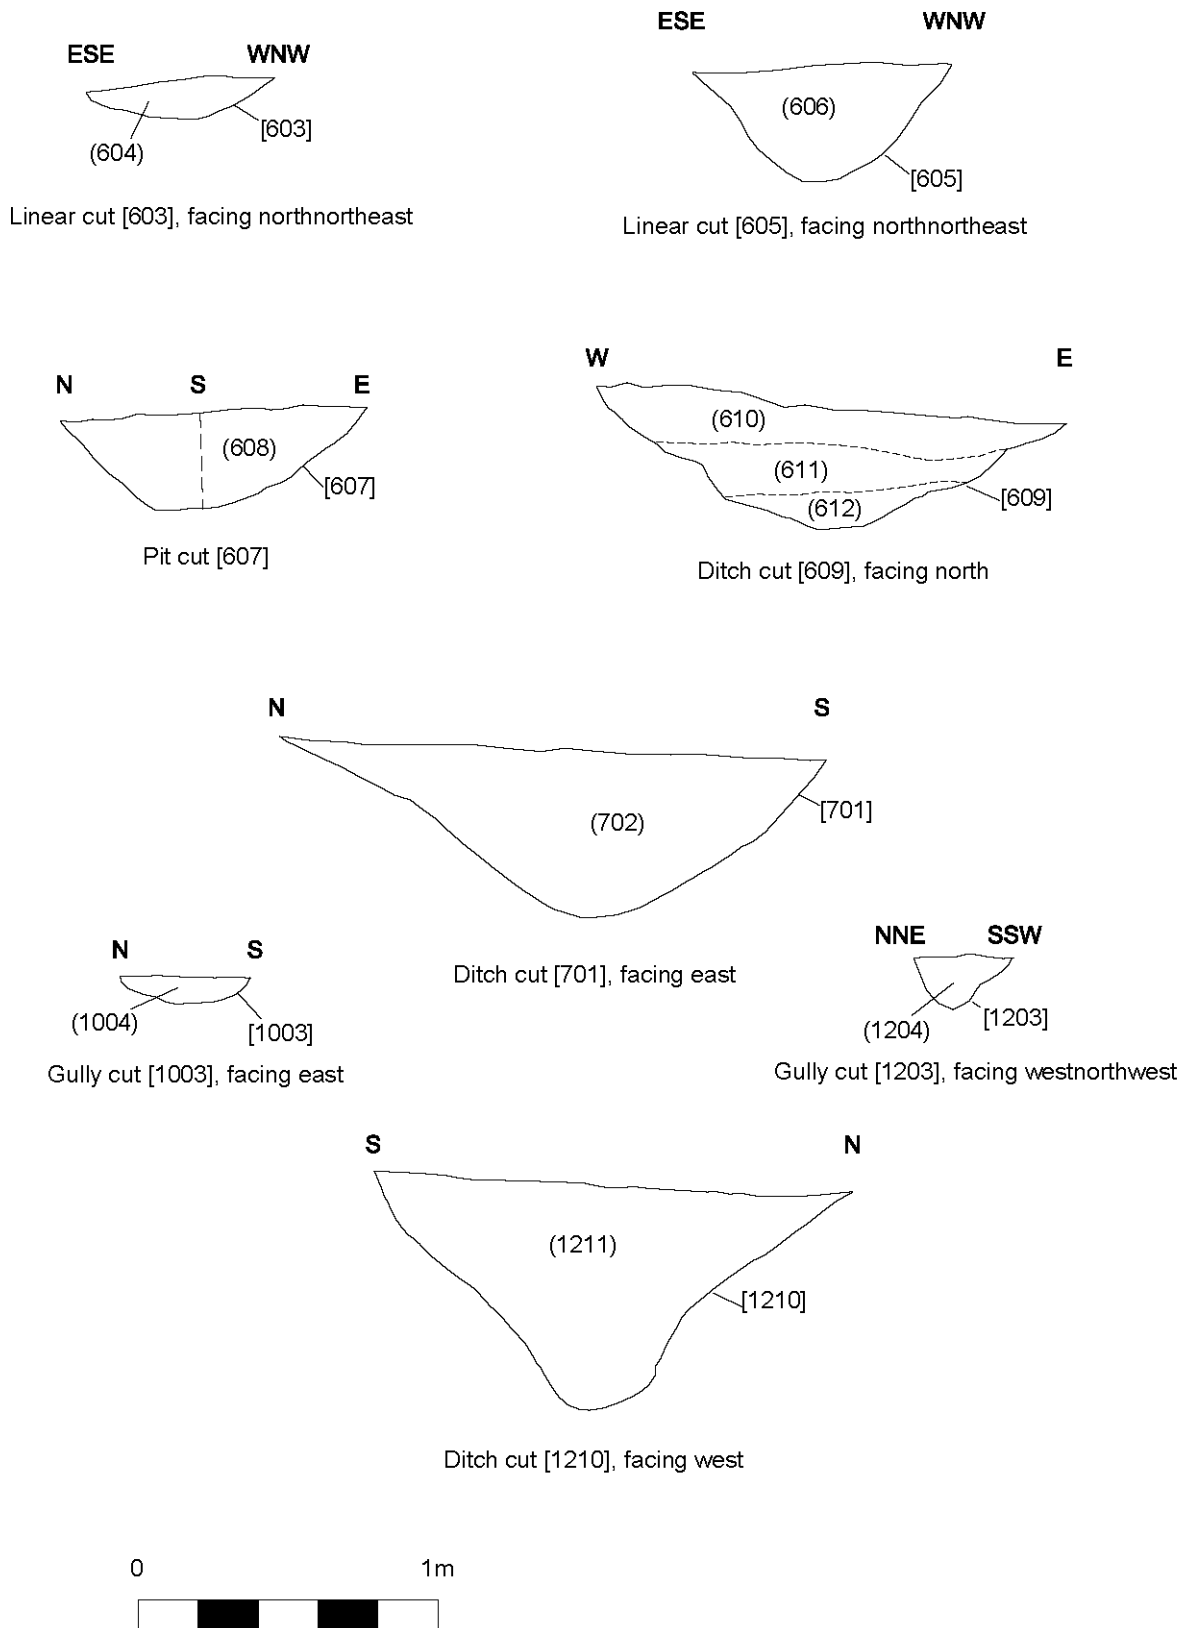 ESE WNW
(604) [603]
Linear cut [603], facing northnortheast
ESE WNW
(606)
[605]
Linear cut [605], facing northnortheast
N S E
(608)
[607]
Pit cut [607]
W E
(610)
(611)
(612) [609]
Ditch cut [609], facing north
N S
(702) [701]
Ditch cut [701], facing east
N S
(1004) [1003]
Gully cut [1003], facing east
NNE SSW
(1204) [1203]
Gully cut [1203], facing westnorthwest
S N
(1211)
[1210]
Ditch cut [1210], facing west
0 1m